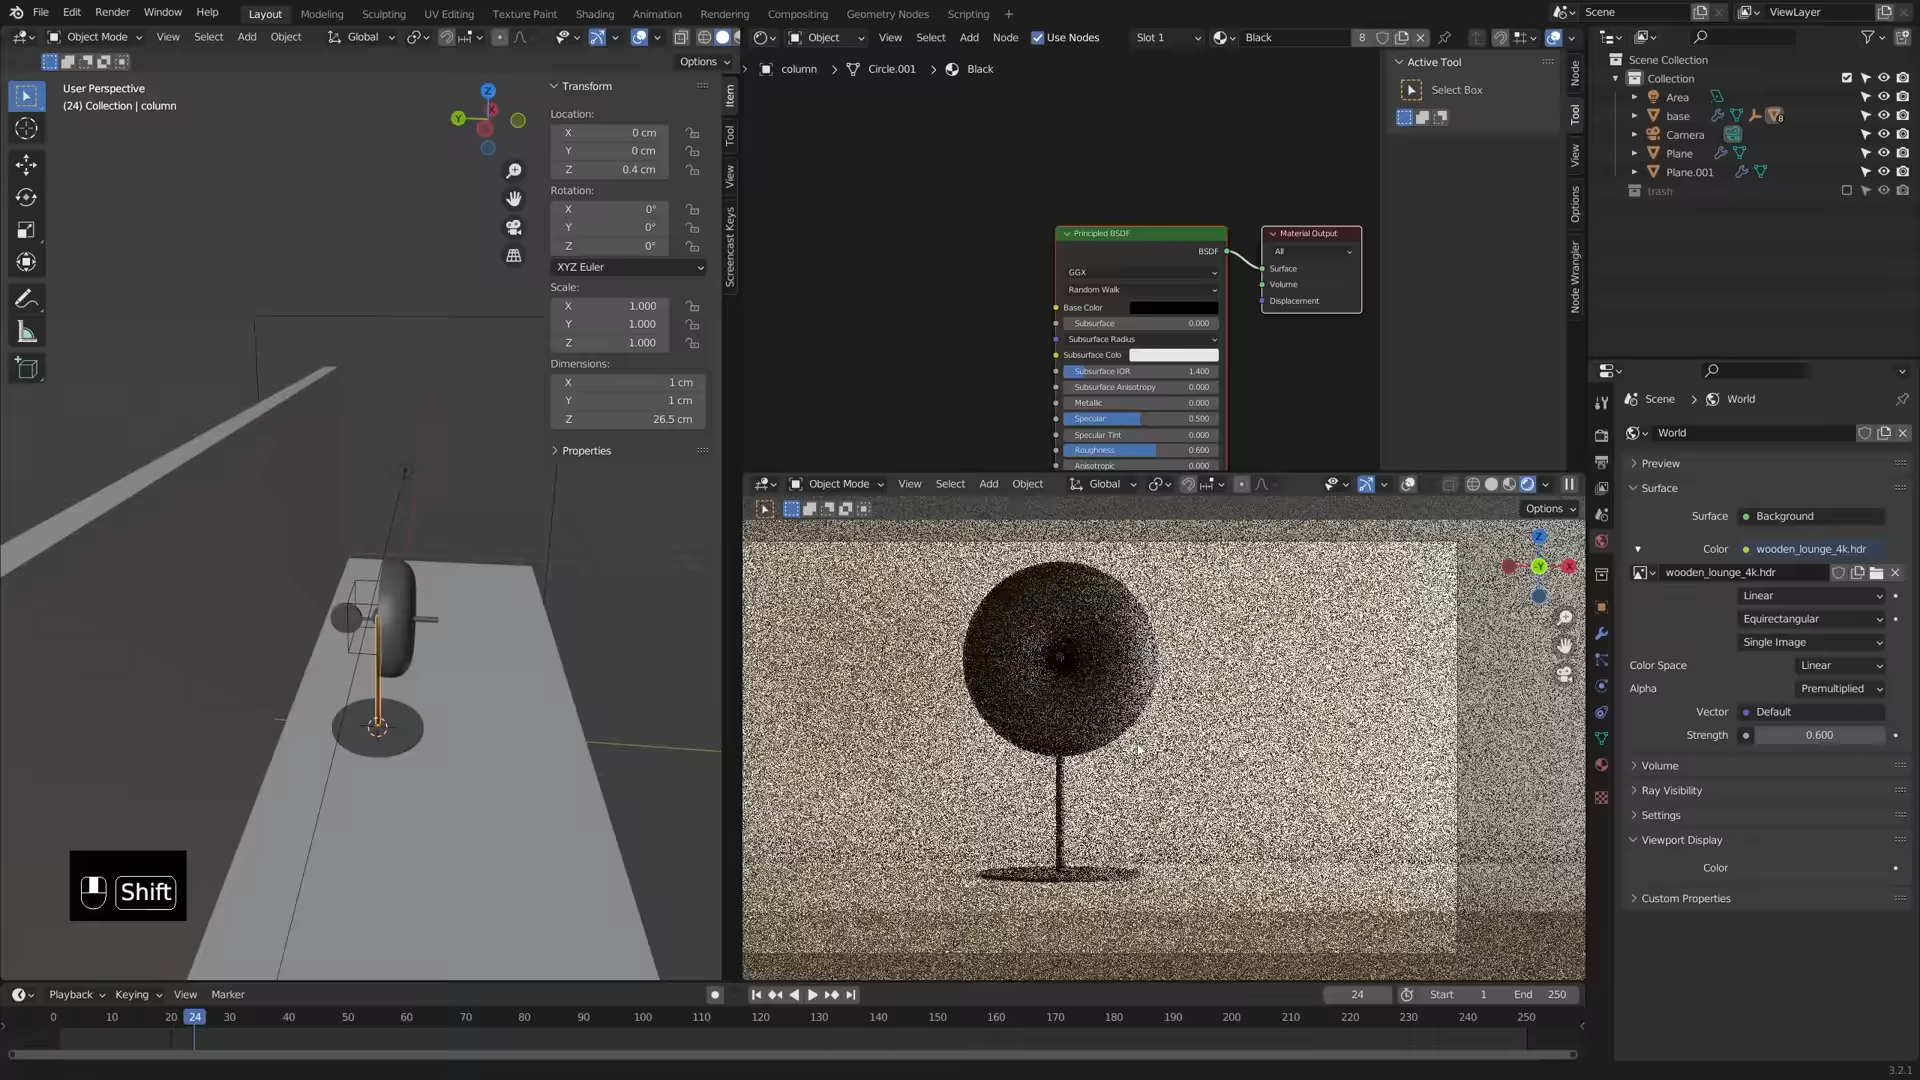 File Edit Render Window Help Layout Modeling Sculpting UV Editing Texture Paint Shading Animation Rendering Compositing Geometry Nodes Scripting + Scene ViewLayer
Object Mode View Select Add Object Global
Options
User Perspective
(24) Collection | column
Z
Y
X
Transform
Location:
X 0 cm
Y 0 cm
Z 0.4 cm
Rotation:
X 0°
Y 0°
Z 0°
XYZ Euler
Scale:
X 1.000
Y 1.000
Z 1.000
Dimensions:
X 1 cm
Y 1 cm
Z 26.5 cm
Properties
Item
Tool
View
Screencast Keys
Shift
Object View Select Add Node Use Nodes Slot 1 Black 8
column > Circle.001 > Black
Principled BSDF
BSDF
GGX
Random Walk
Base Color
Subsurface 0.000
Subsurface Radius
Subsurface Colo
Subsurface IOR 1.400
Subsurface Anisotropy 0.000
Metallic 0.000
Specular 0.500
Specular Tint 0.000
Roughness 0.600
Anisotropic 0.000
Material Output
All
Surface
Volume
Displacement
Active Tool
Select Box
Node
Tool
View
Options
Node Wrangler
Object Mode View Select Add Object Global
Options
Z
Y
X
Scene Collection
Collection
Area
base 8
Camera
Plane
Plane.001
trash
Scene > World
World
Preview
Surface
Surface Background
Color wooden_lounge_4k.hdr
wooden_lounge_4k.hdr
Linear
Equirectangular
Single Image
Color Space Linear
Alpha Premultiplied
Vector Default
Strength 0.600
Volume
Ray Visibility
Settings
Viewport Display
Color
Custom Properties
Playback Keying View Marker 24 Start 1 End 250
0 10 20 24 30 40 50 60 70 80 90 100 110 120 130 140 150 160 170 180 190 200 210 220 230 240 250
3.2.1